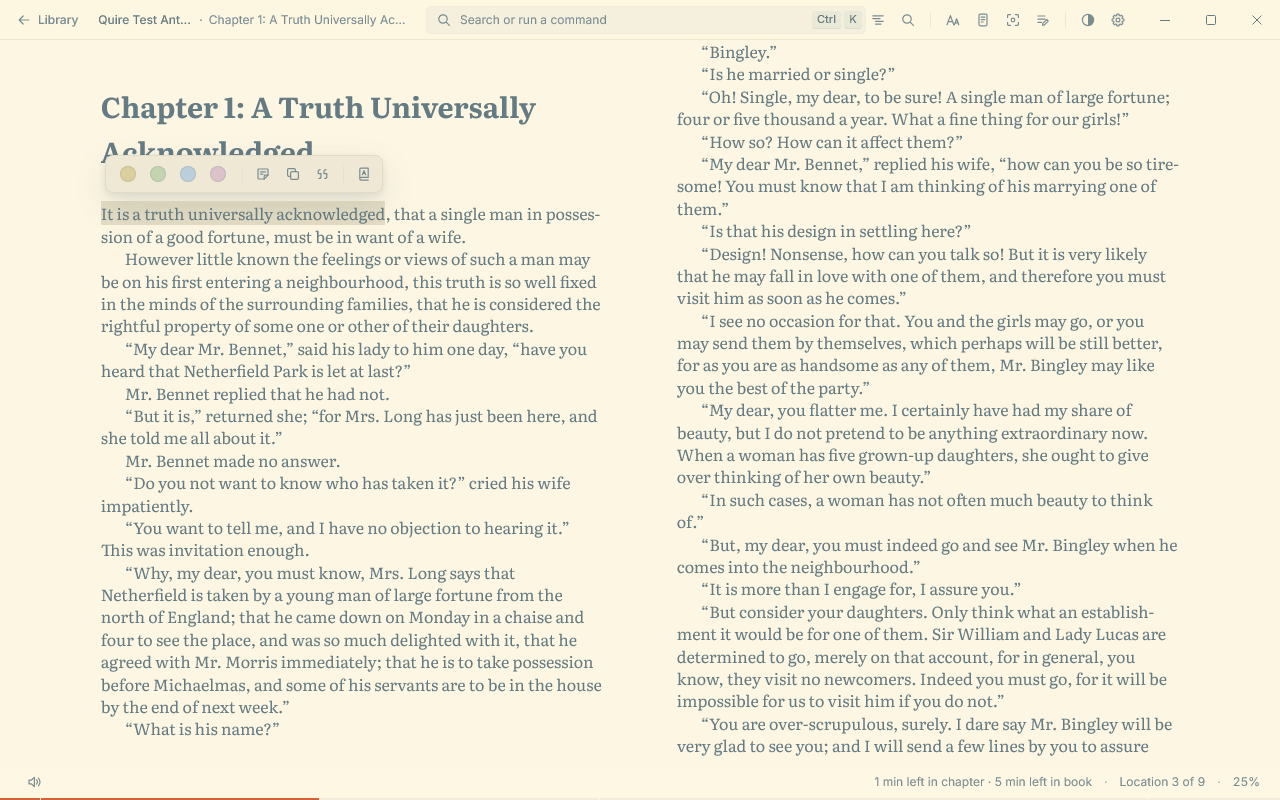 Library
Quire Test Ant... · Chapter 1: A Truth Universally Ac...
Search or run a command
Ctrl K
Chapter 1: A Truth Universally
Acknowledged
It is a truth universally acknowledged, that a single man in posses-
sion of a good fortune, must be in want of a wife.
However little known the feelings or views of such a man may
be on his first entering a neighbourhood, this truth is so well fixed
in the minds of the surrounding families, that he is considered the
rightful property of some one or other of their daughters.
“My dear Mr. Bennet,” said his lady to him one day, “have you
heard that Netherfield Park is let at last?”
Mr. Bennet replied that he had not.
“But it is,” returned she; “for Mrs. Long has just been here, and
she told me all about it.”
Mr. Bennet made no answer.
“Do you not want to know who has taken it?” cried his wife
impatiently.
“You want to tell me, and I have no objection to hearing it.”
This was invitation enough.
“Why, my dear, you must know, Mrs. Long says that
Netherfield is taken by a young man of large fortune from the
north of England; that he came down on Monday in a chaise and
four to see the place, and was so much delighted with it, that he
agreed with Mr. Morris immediately; that he is to take possession
before Michaelmas, and some of his servants are to be in the house
by the end of next week.”
“What is his name?”
“Bingley.”
“Is he married or single?”
“Oh! Single, my dear, to be sure! A single man of large fortune;
four or five thousand a year. What a fine thing for our girls!”
“How so? How can it affect them?”
“My dear Mr. Bennet,” replied his wife, “how can you be so tire-
some! You must know that I am thinking of his marrying one of
them.”
“Is that his design in settling here?”
“Design! Nonsense, how can you talk so! But it is very likely
that he may fall in love with one of them, and therefore you must
visit him as soon as he comes.”
“I see no occasion for that. You and the girls may go, or you
may send them by themselves, which perhaps will be still better,
for as you are as handsome as any of them, Mr. Bingley may like
you the best of the party.”
“My dear, you flatter me. I certainly have had my share of
beauty, but I do not pretend to be anything extraordinary now.
When a woman has five grown-up daughters, she ought to give
over thinking of her own beauty.”
“In such cases, a woman has not often much beauty to think
of.”
“But, my dear, you must indeed go and see Mr. Bingley when he
comes into the neighbourhood.”
“It is more than I engage for, I assure you.”
“But consider your daughters. Only think what an establish-
ment it would be for one of them. Sir William and Lady Lucas are
determined to go, merely on that account, for in general, you
know, they visit no newcomers. Indeed you must go, for it will be
impossible for us to visit him if you do not.”
“You are over-scrupulous, surely. I dare say Mr. Bingley will be
very glad to see you; and I will send a few lines by you to assure
1 min left in chapter · 5 min left in book · Location 3 of 9 · 25%